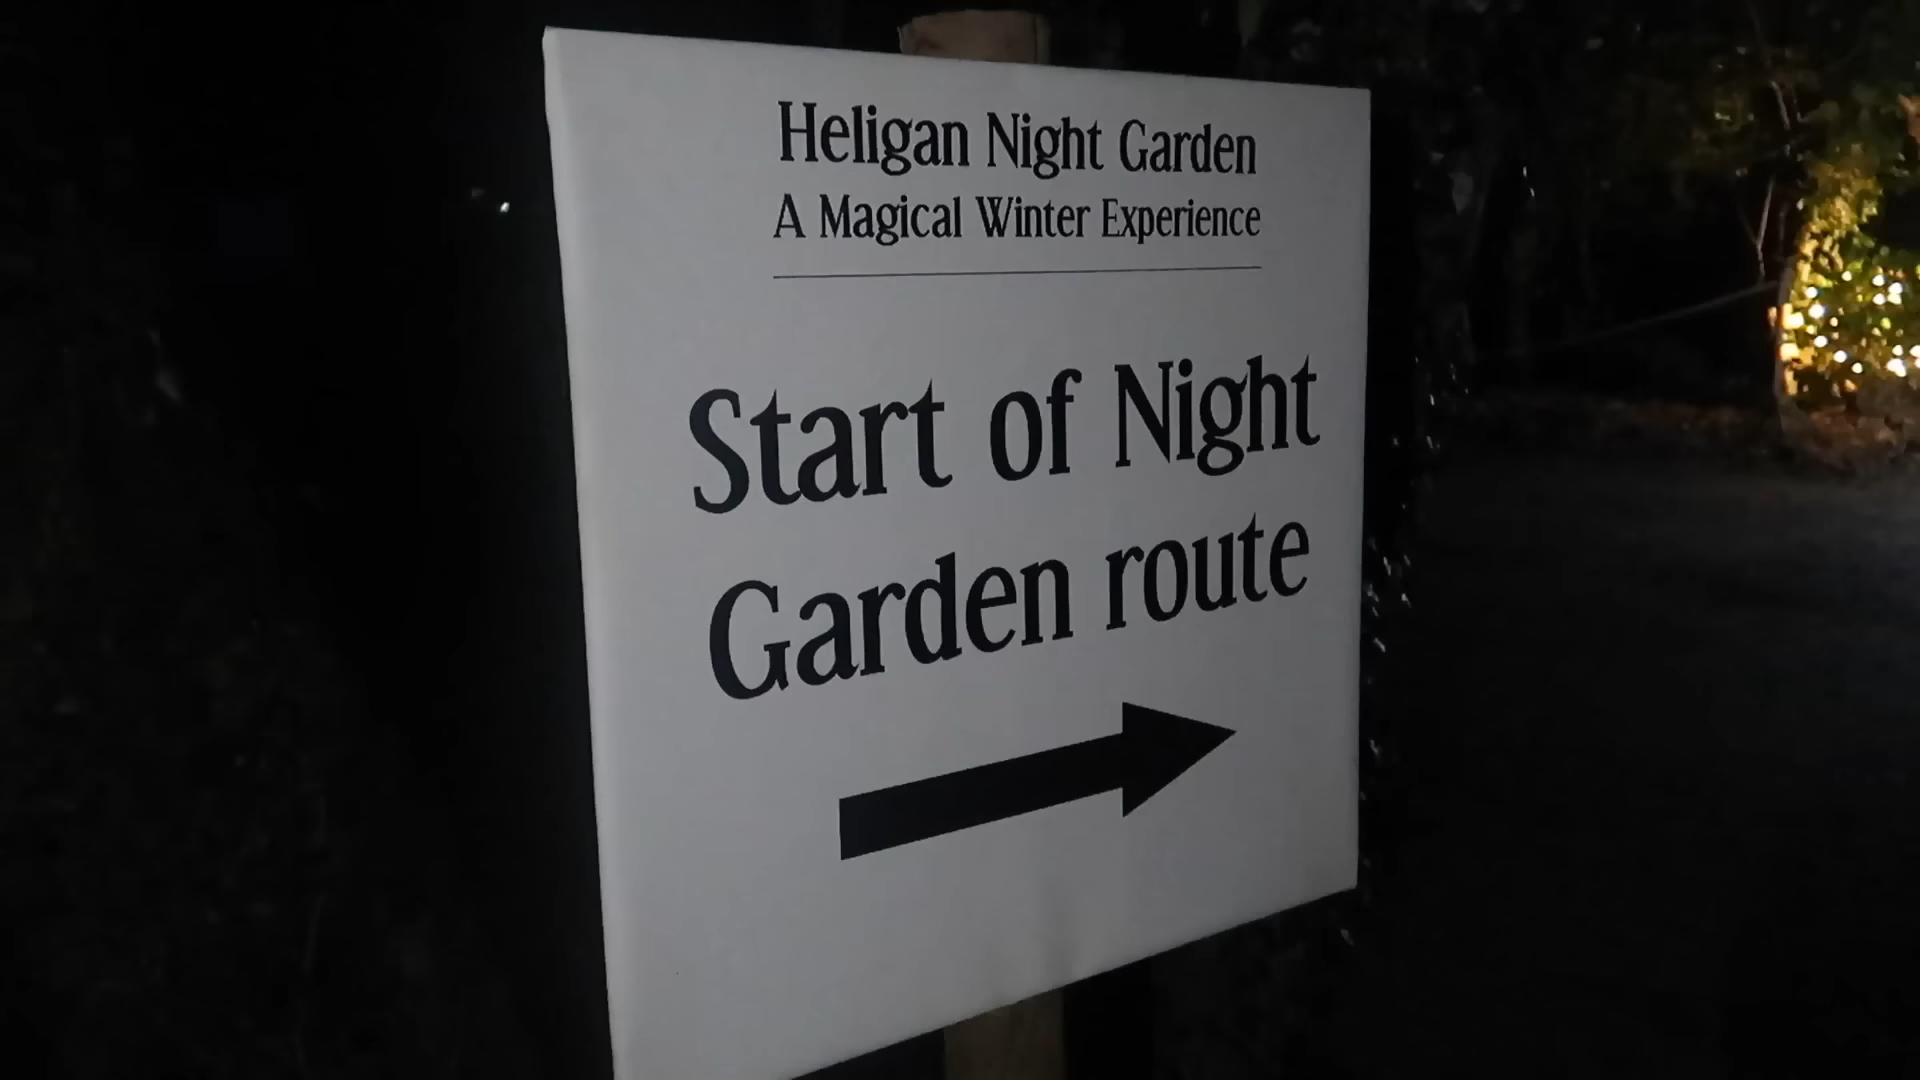 Heligan Night Garden
A Magical Winter Experience
Start of Night
Garden route